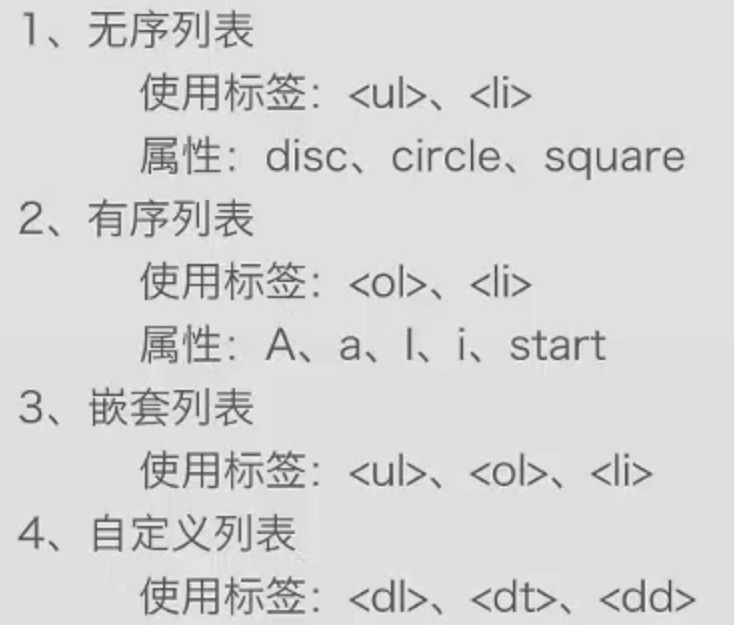 1、无序列表
使用标签：<ul>、<li>
属性：disc、circle、square
2、有序列表
使用标签：<ol>、<li>
属性：A、a、I、i、start
3、嵌套列表
使用标签：<ul>、<ol>、<li>
4、自定义列表
使用标签：<dl>、<dt>、<dd>